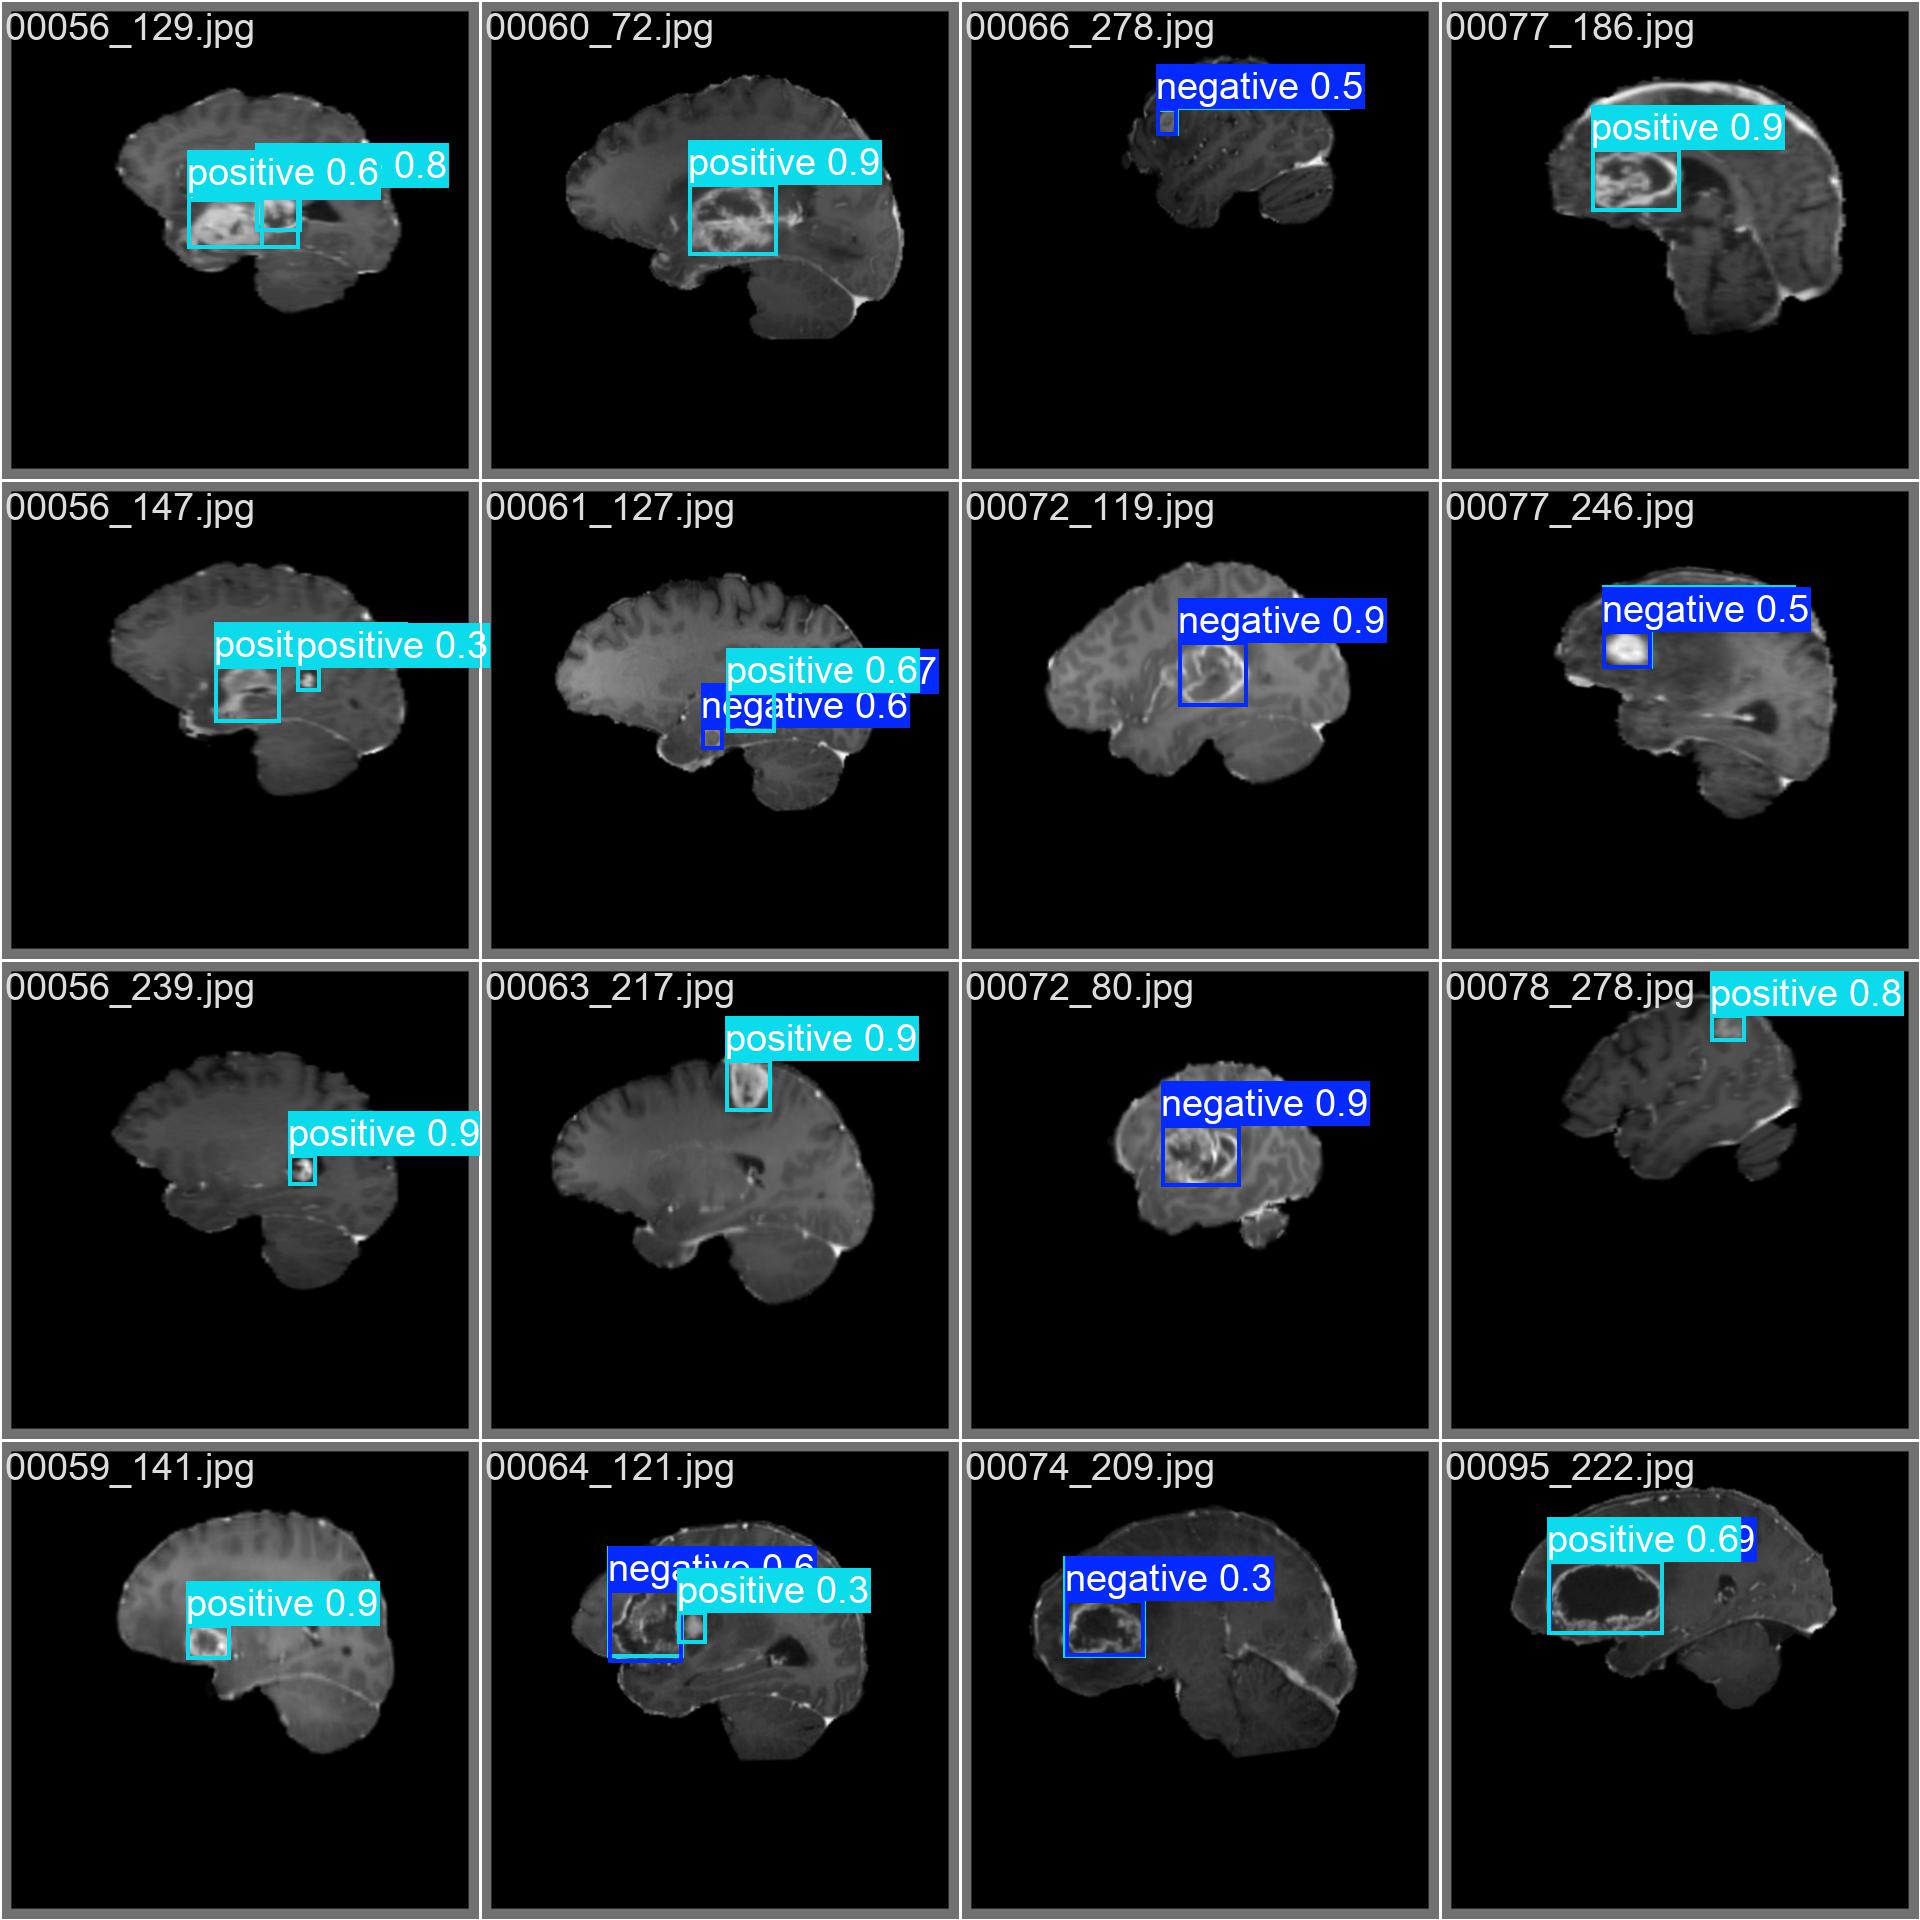 00056_129.jpg
positive 0.6
0.8
00060_72.jpg
positive 0.9
00066_278.jpg
negative 0.5
00077_186.jpg
positive 0.9
00056_147.jpg
posit
positive 0.3
00061_127.jpg
positive 0.6
7
negative 0.6
00072_119.jpg
negative 0.9
00077_246.jpg
negative 0.5
00056_239.jpg
positive 0.9
00063_217.jpg
positive 0.9
00072_80.jpg
negative 0.9
00078_278.jpg
positive 0.8
00059_141.jpg
positive 0.9
00064_121.jpg
negative 0.6
positive 0.3
00074_209.jpg
negative 0.3
00095_222.jpg
positive 0.6
9